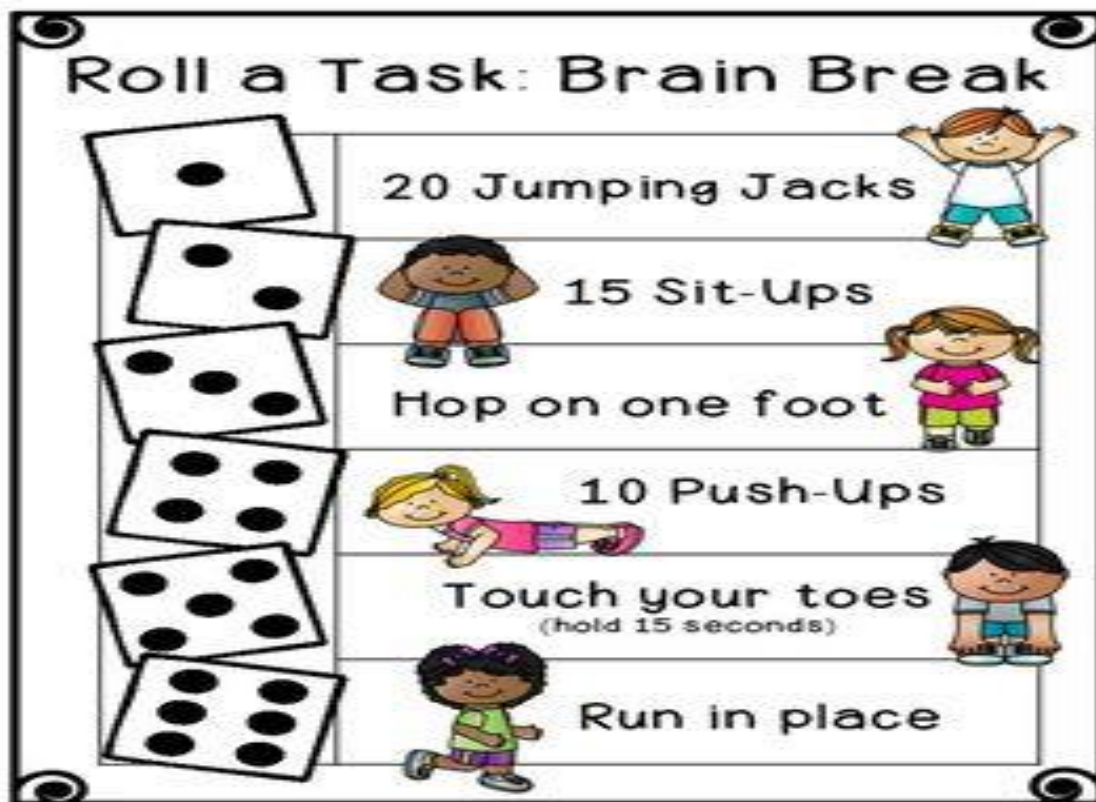 Roll a Task: Brain Break
20 Jumping Jacks
15 Sit-Ups
Hop on one foot
10 Push-Ups
Touch your toes
(hold 15 seconds)
Run in place